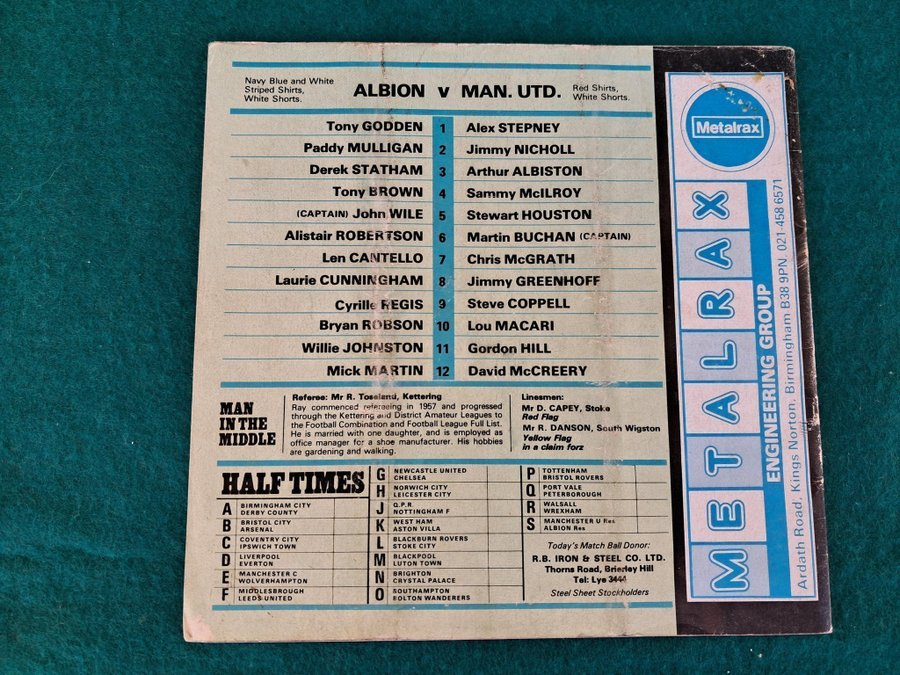 Navy Blue and White
Striped Shirts,
White Shorts.
ALBION v MAN. UTD.
Red Shirts,
White Shorts.
Tony GODDEN 1 Alex STEPNEY
Paddy MULLIGAN 2 Jimmy NICHOLL
Derek STATHAM 3 Arthur ALBISTON
Tony BROWN 4 Sammy McILROY
(CAPTAIN) John WILE 5 Stewart HOUSTON
Alistair ROBERTSON 6 Martin BUCHAN (CAPTAIN)
Len CANTELLO 7 Chris McGRATH
Laurie CUNNINGHAM 8 Jimmy GREENHOFF
Cyrille REGIS 9 Steve COPPELL
Bryan ROBSON 10 Lou MACARI
Willie JOHNSTON 11 Gordon HILL
Mick MARTIN 12 David McCREERY
MAN
IN THE
MIDDLE
Referee: Mr R. Toseland, Kettering
Ray commenced refereeing in 1957 and progressed
through the Kettering and District Amateur Leagues to
the Football Combination and Football League Full List.
He is married with one daughter, and is employed as
office manager for a shoe manufacturer. His hobbies
are gardening and walking.
Linesmen:
Mr D. CAPEY, Stoke
Red Flag
Mr R. DANSON, South Wigston
Yellow Flag
in a claim forz
HALF TIMES
A BIRMINGHAM CITY
DERBY COUNTY
B BRISTOL CITY
ARSENAL
C COVENTRY CITY
IPSWICH TOWN
D LIVERPOOL
EVERTON
E MANCHESTER C
WOLVERHAMPTON
F MIDDLESBROUGH
LEEDS UNITED
G NEWCASTLE UNITED
CHELSEA
H NORWICH CITY
LEICESTER CITY
J Q.P.R.
NOTTINGHAM F
K WEST HAM
ASTON VILLA
L BLACKBURN ROVERS
STOKE CITY
M BLACKPOOL
LUTON TOWN
N BRIGHTON
CRYSTAL PALACE
O SOUTHAMPTON
BOLTON WANDERERS
P TOTTENHAM
BRISTOL ROVERS
Q PORT VALE
PETERBOROUGH
R WALSALL
WREXHAM
S MANCHESTER U Res
ALBION Res
Today's Match Ball Donor:
R.B. IRON & STEEL CO. LTD.
Thorns Road, Brierley Hill
Tel: Lye 3444
Steel Sheet Stockholders
Metalrax
METALRAX
ENGINEERING GROUP
Ardath Road, Kings Norton, Birmingham B38 9PN. 021-458 6571